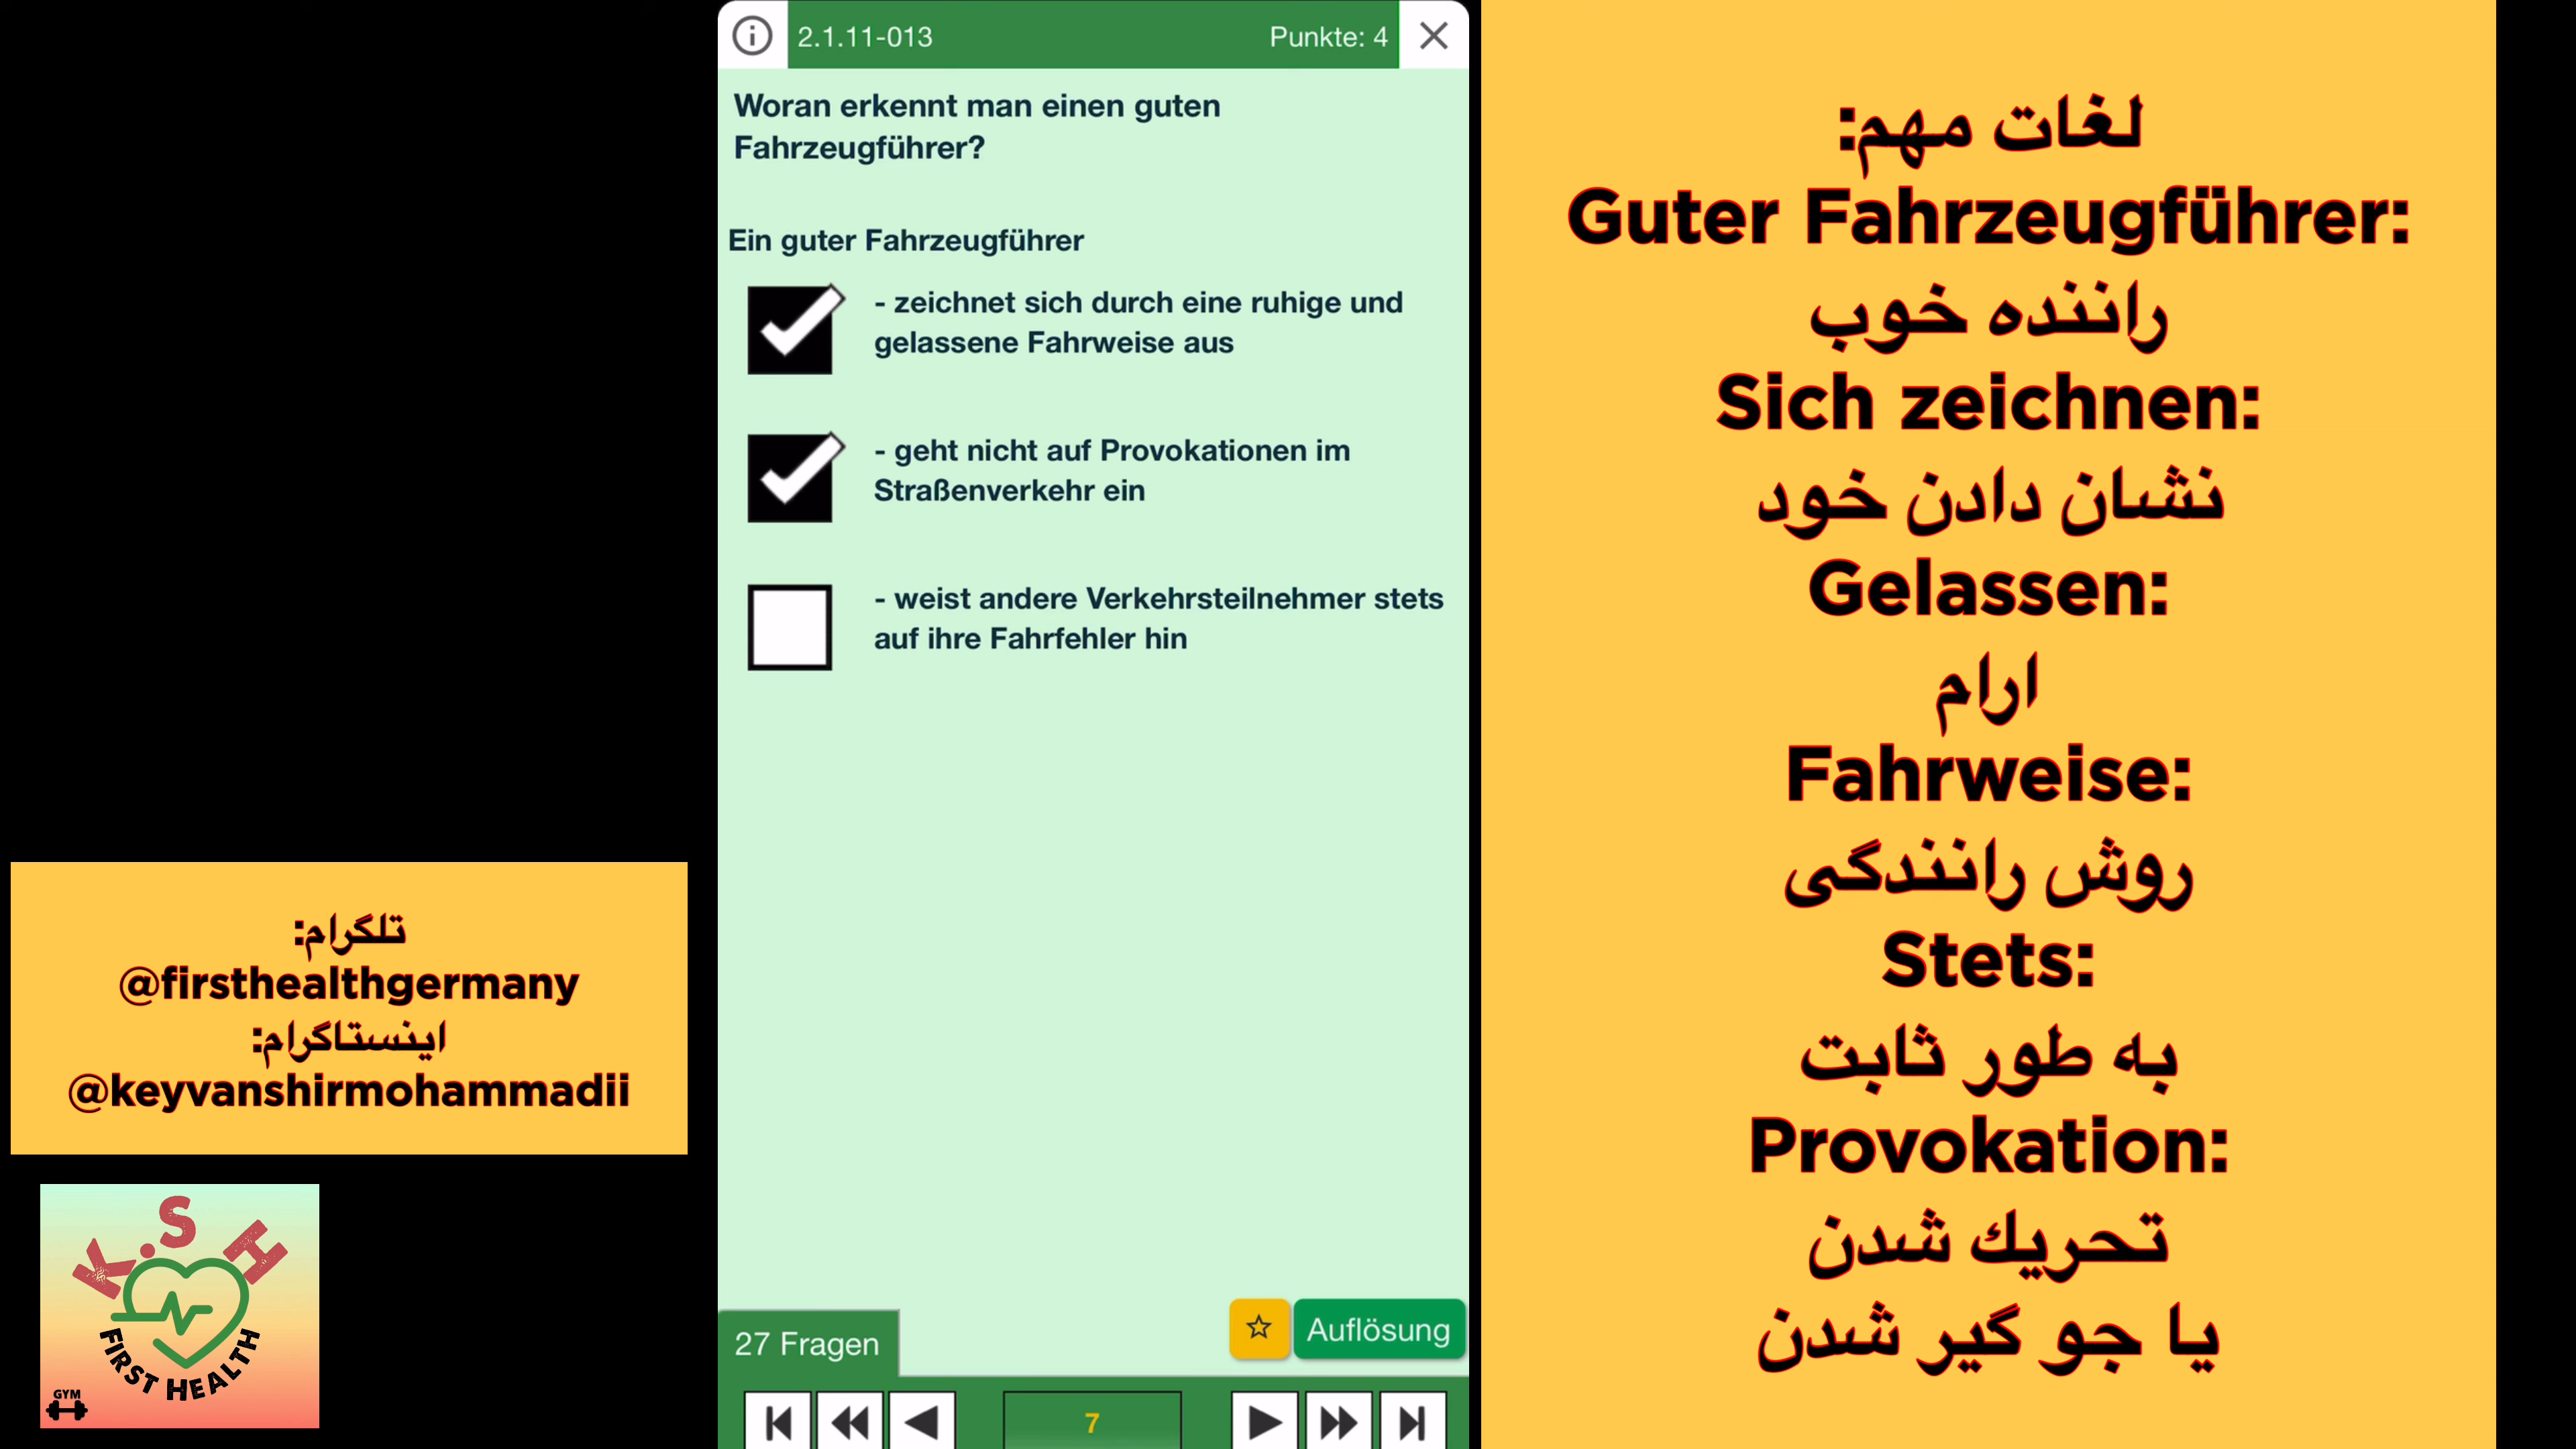 2.1.11-013
Punkte: 4
Woran erkennt man einen guten
Fahrzeugführer?
Ein guter Fahrzeugführer
- zeichnet sich durch eine ruhige und
gelassene Fahrweise aus
- geht nicht auf Provokationen im
Straßenverkehr ein
- weist andere Verkehrsteilnehmer stets
auf ihre Fahrfehler hin
27 Fragen
Auflösung
7
لغات مهم:
Guter Fahrzeugführer:
راننده خوب
Sich zeichnen:
نشان دادن خود
Gelassen:
ارام
Fahrweise:
روش رانندگی
Stets:
به طور ثابت
Provokation:
تحريك شدن
یا جو گیر شدن
تلگرام:
@firsthealthgermany
اینستاگرام:
@keyvanshirmohammadii
K.SH
FIRST HEALTH
GYM